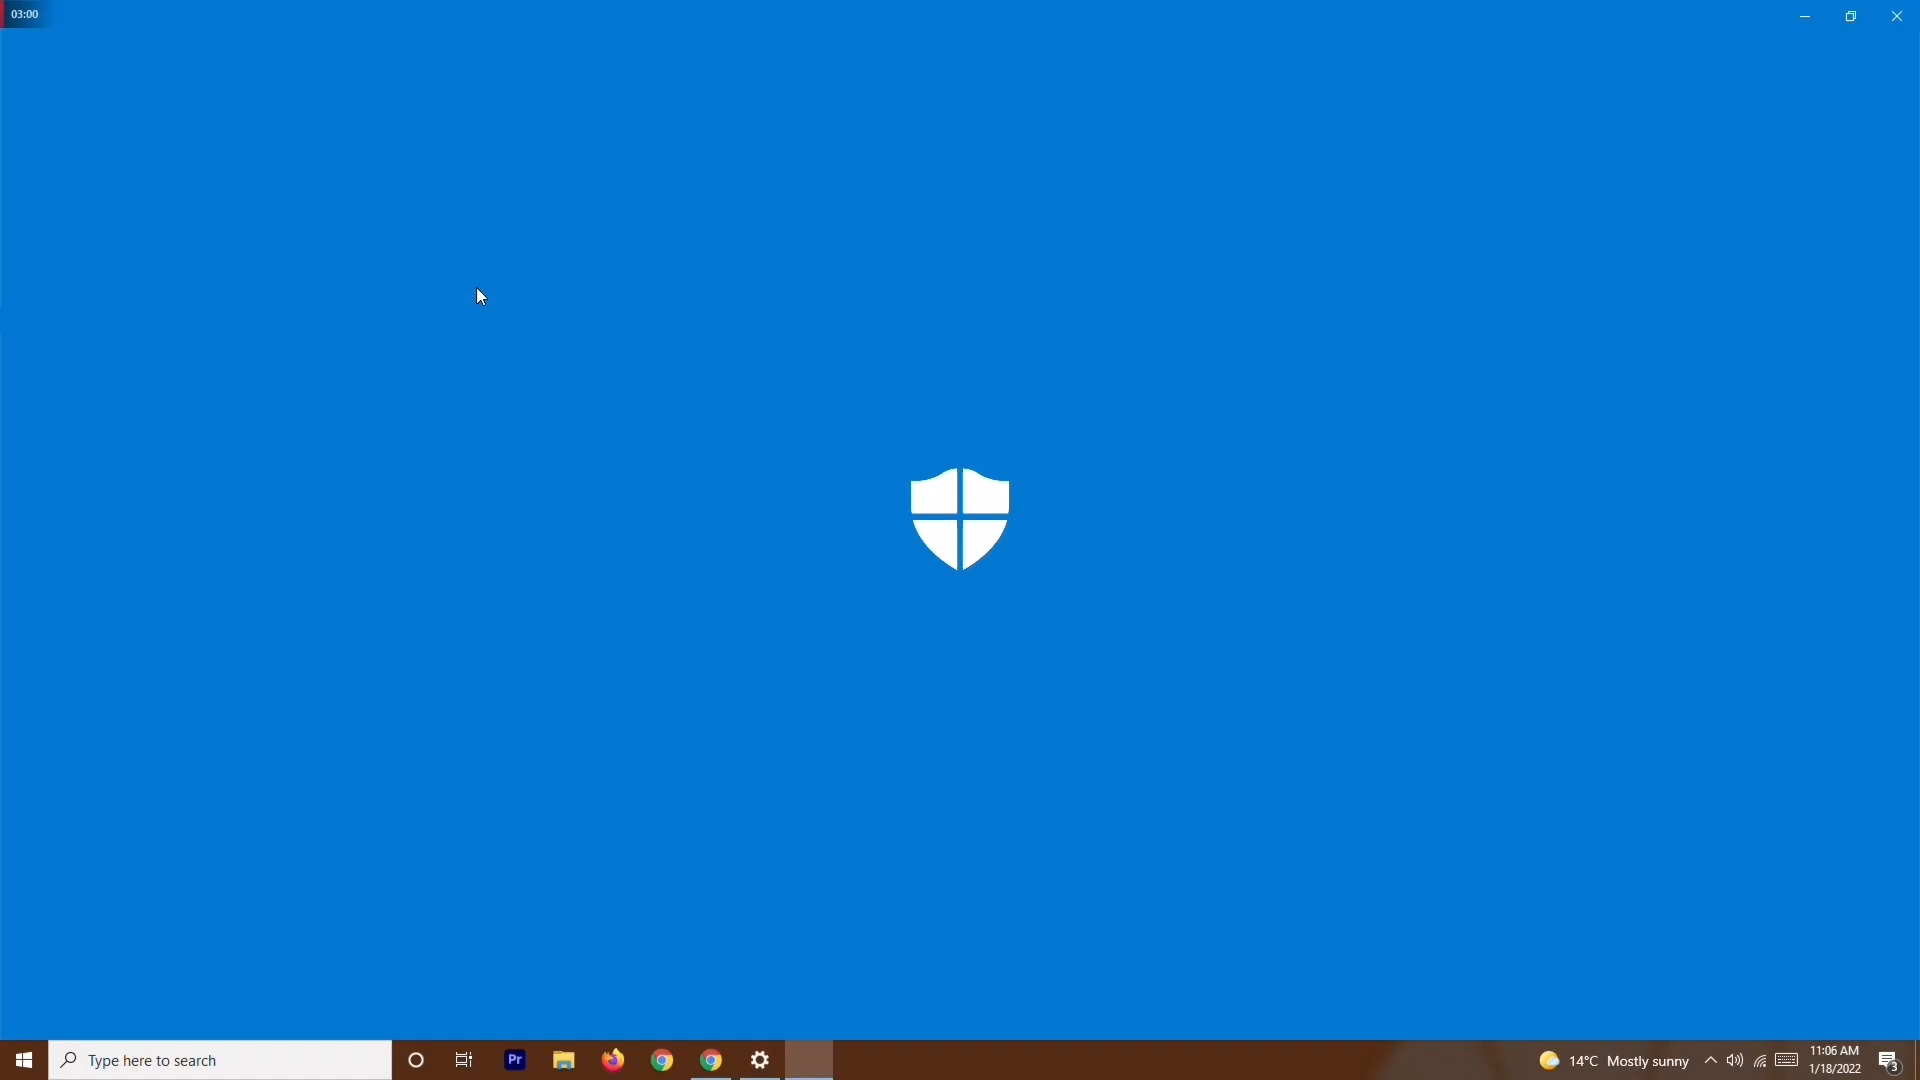 03:00
Type here to search
Pr
14°C Mostly sunny
11:06 AM
1/18/2022
3